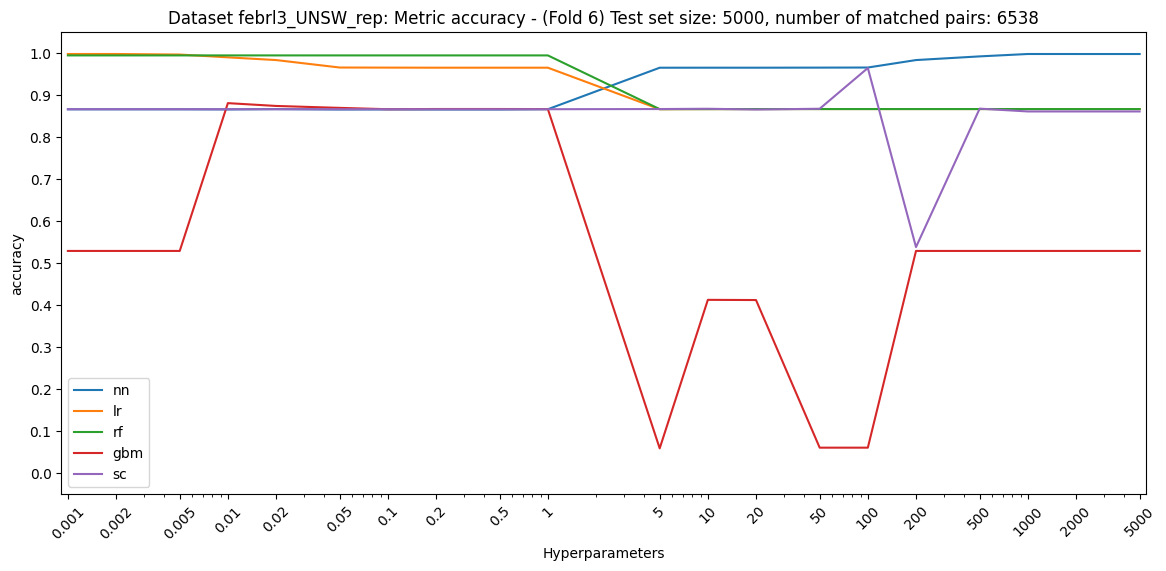 Dataset febrl3_UNSW_rep: Metric accuracy - (Fold 6) Test set size: 5000, number of matched pairs: 6538
accuracy
1.0
0.9
0.8
0.7
0.6
0.5
0.4
0.3
0.2
0.1
0.0
nn
lr
rf
gbm
sc
0.001 0.002 0.005 0.01 0.02 0.05 0.1 0.2 0.5 1 5 10 20 50 100 200 500 1000 2000 5000
Hyperparameters